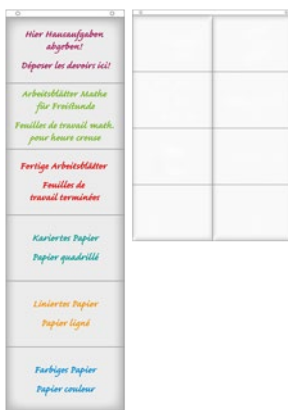 Hier Hausaufgaben
abgeben!
Déposer les devoirs ici!
Arbeitsblätter Mathe
für Freistunde
Feuilles de travail math.
pour heure creuse
Fertige Arbeitsblätter
Feuilles de
travail terminées
Kariertes Papier
Papier quadrillé
Liniertes Papier
Papier ligné
Farbiges Papier
Papier couleur